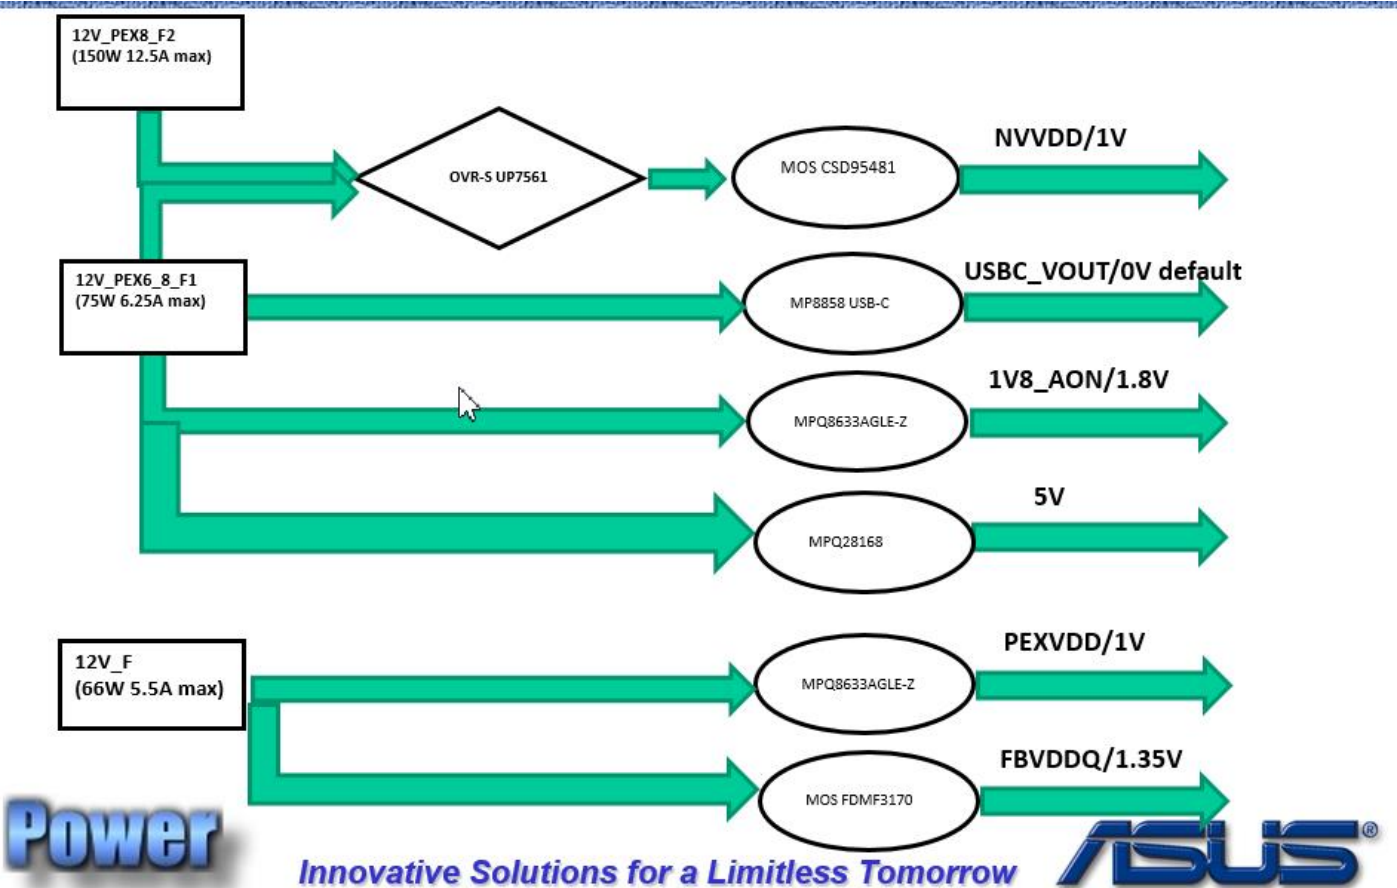 12V_PEX8_F2
(150W 12.5A max)
NVVDD/1V
OVR-S UP7561
MOS CSD95481
12V_PEX6_8_F1
(75W 6.25A max)
USBC_VOUT/0V default
MP8858 USB-C
1V8_AON/1.8V
MPQ8633AGLE-Z
5V
MPQ28168
12V_F
(66W 5.5A max)
PEXVDD/1V
MPQ8633AGLE-Z
FBVDDQ/1.35V
MOS FDMF3170
Power
Innovative Solutions for a Limitless Tomorrow
ASUS®